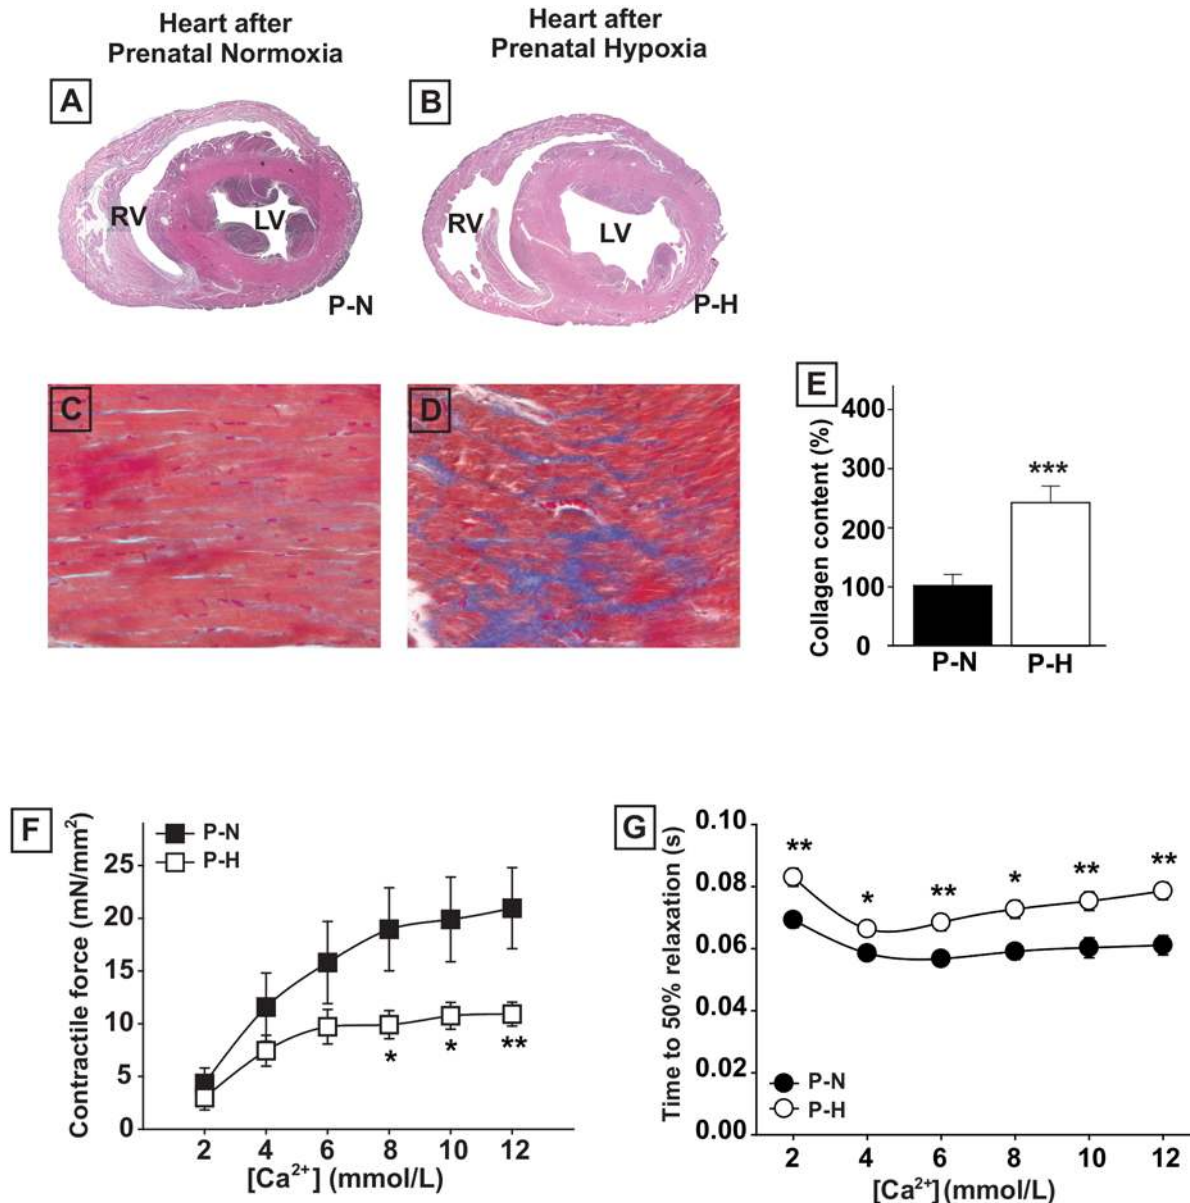 Heart after
Prenatal Normoxia
Heart after
Prenatal Hypoxia
A
RV
LV
P-N
B
RV
LV
P-H
C
D
E
Collagen content (%)
400
300
200
100
0
***
P-N
P-H
F
Contractile force (mN/mm²)
P-N
P-H
25
20
15
10
5
0
*
*
**
2 4 6 8 10 12
[Ca²⁺] (mmol/L)
G
Time to 50% relaxation (s)
0.10
0.08
0.06
0.04
0.02
0.00
**
*
**
*
**
**
P-N
P-H
2 4 6 8 10 12
[Ca²⁺] (mmol/L)